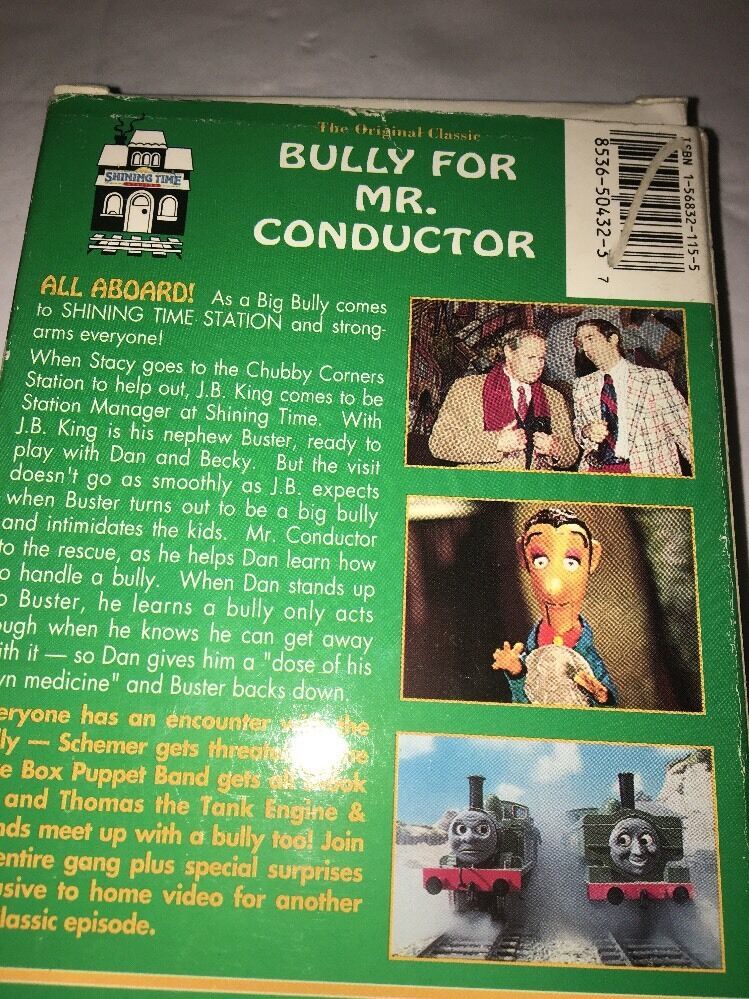 The Original Classic
BULLY FOR
MR.
CONDUCTOR
SHINING TIME
STATION
ISBN 1-56832-115-5
8536-50432-3 7
ALL ABOARD! As a Big Bully comes
to SHINING TIME STATION and strong-
arms everyone!
When Stacy goes to the Chubby Corners
Station to help out, J.B. King comes to be
Station Manager at Shining Time. With
J.B. King is his nephew Buster, ready to
play with Dan and Becky. But the visit
doesn't go as smoothly as J.B. expects
when Buster turns out to be a big bully
and intimidates the kids. Mr. Conductor
to the rescue, as he helps Dan learn how
o handle a bully. When Dan stands up
o Buster, he learns a bully only acts
ough when he knows he can get away
ith it — so Dan gives him a "dose of his
wn medicine" and Buster backs down.
eryone has an encounter the
lly — Schemer gets
e Box Puppet Band gets
and Thomas the Tank Engine &
nds meet up with a bully too! Join
entire gang plus special surprises
usive to home video for another
lassic episode.